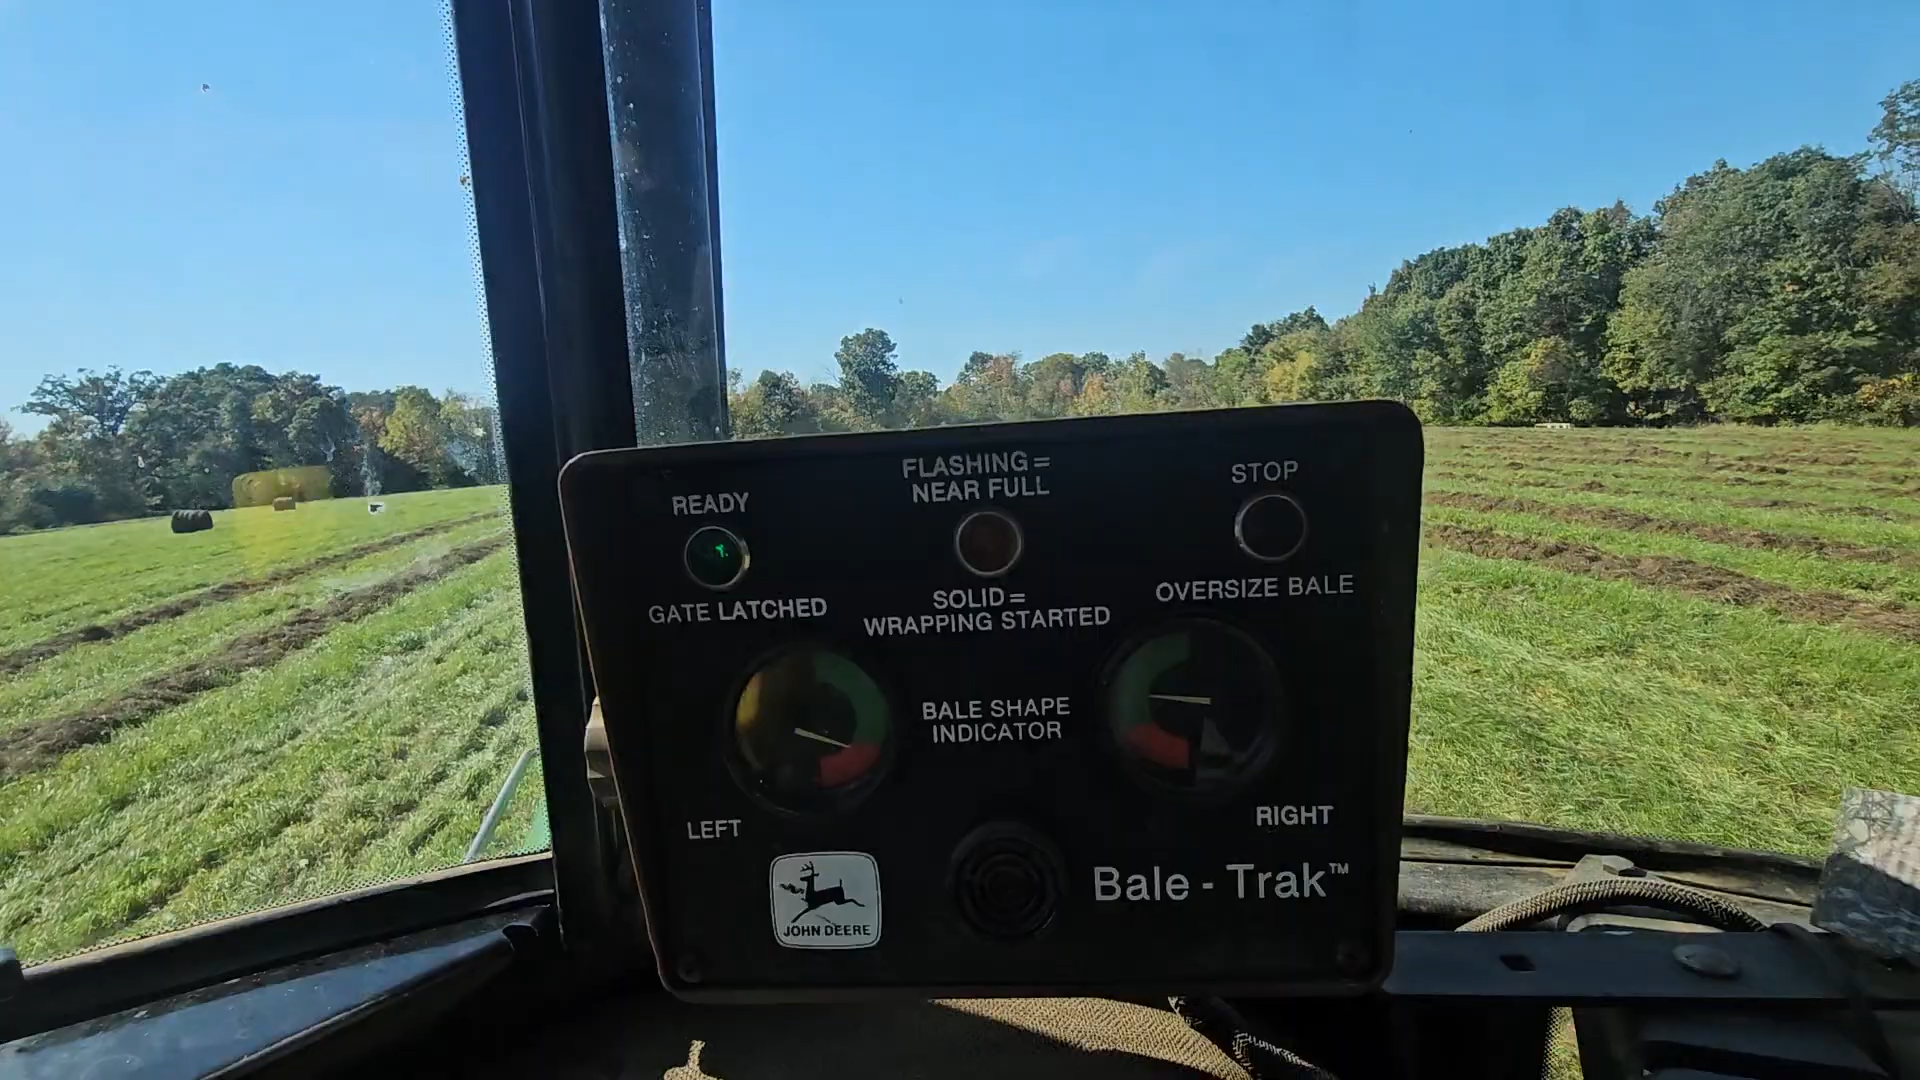 READY
GATE LATCHED
FLASHING =
NEAR FULL
SOLID =
WRAPPING STARTED
STOP
OVERSIZE BALE
BALE SHAPE
INDICATOR
LEFT
RIGHT
JOHN DEERE
Bale - Trak™